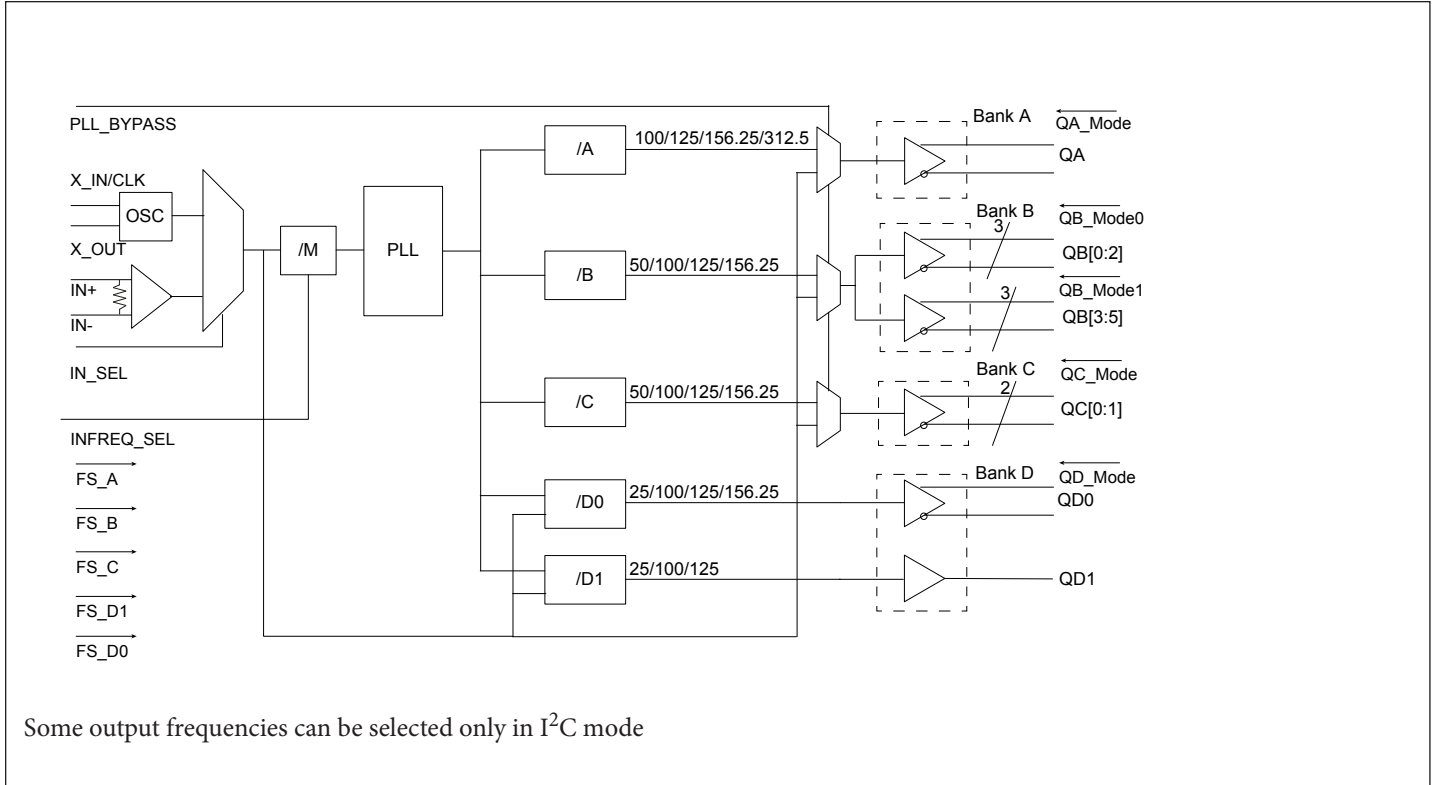 PLL_BYPASS
X_IN/CLK
OSC
X_OUT
IN+
IN-
IN_SEL
INFREQ_SEL
FS_A
FS_B
FS_C
FS_D1
FS_D0
/M
PLL
/A
100/125/156.25/312.5
/B
50/100/125/156.25
/C
50/100/125/156.25
/D0
25/100/125/156.25
/D1
25/100/125
Bank A
QA_Mode
QA
Bank B
QB_Mode0
3
QB[0:2]
QB_Mode1
3
QB[3:5]
Bank C
QC_Mode
2
QC[0:1]
Bank D
QD_Mode
QD0
QD1
Some output frequencies can be selected only in I²C mode